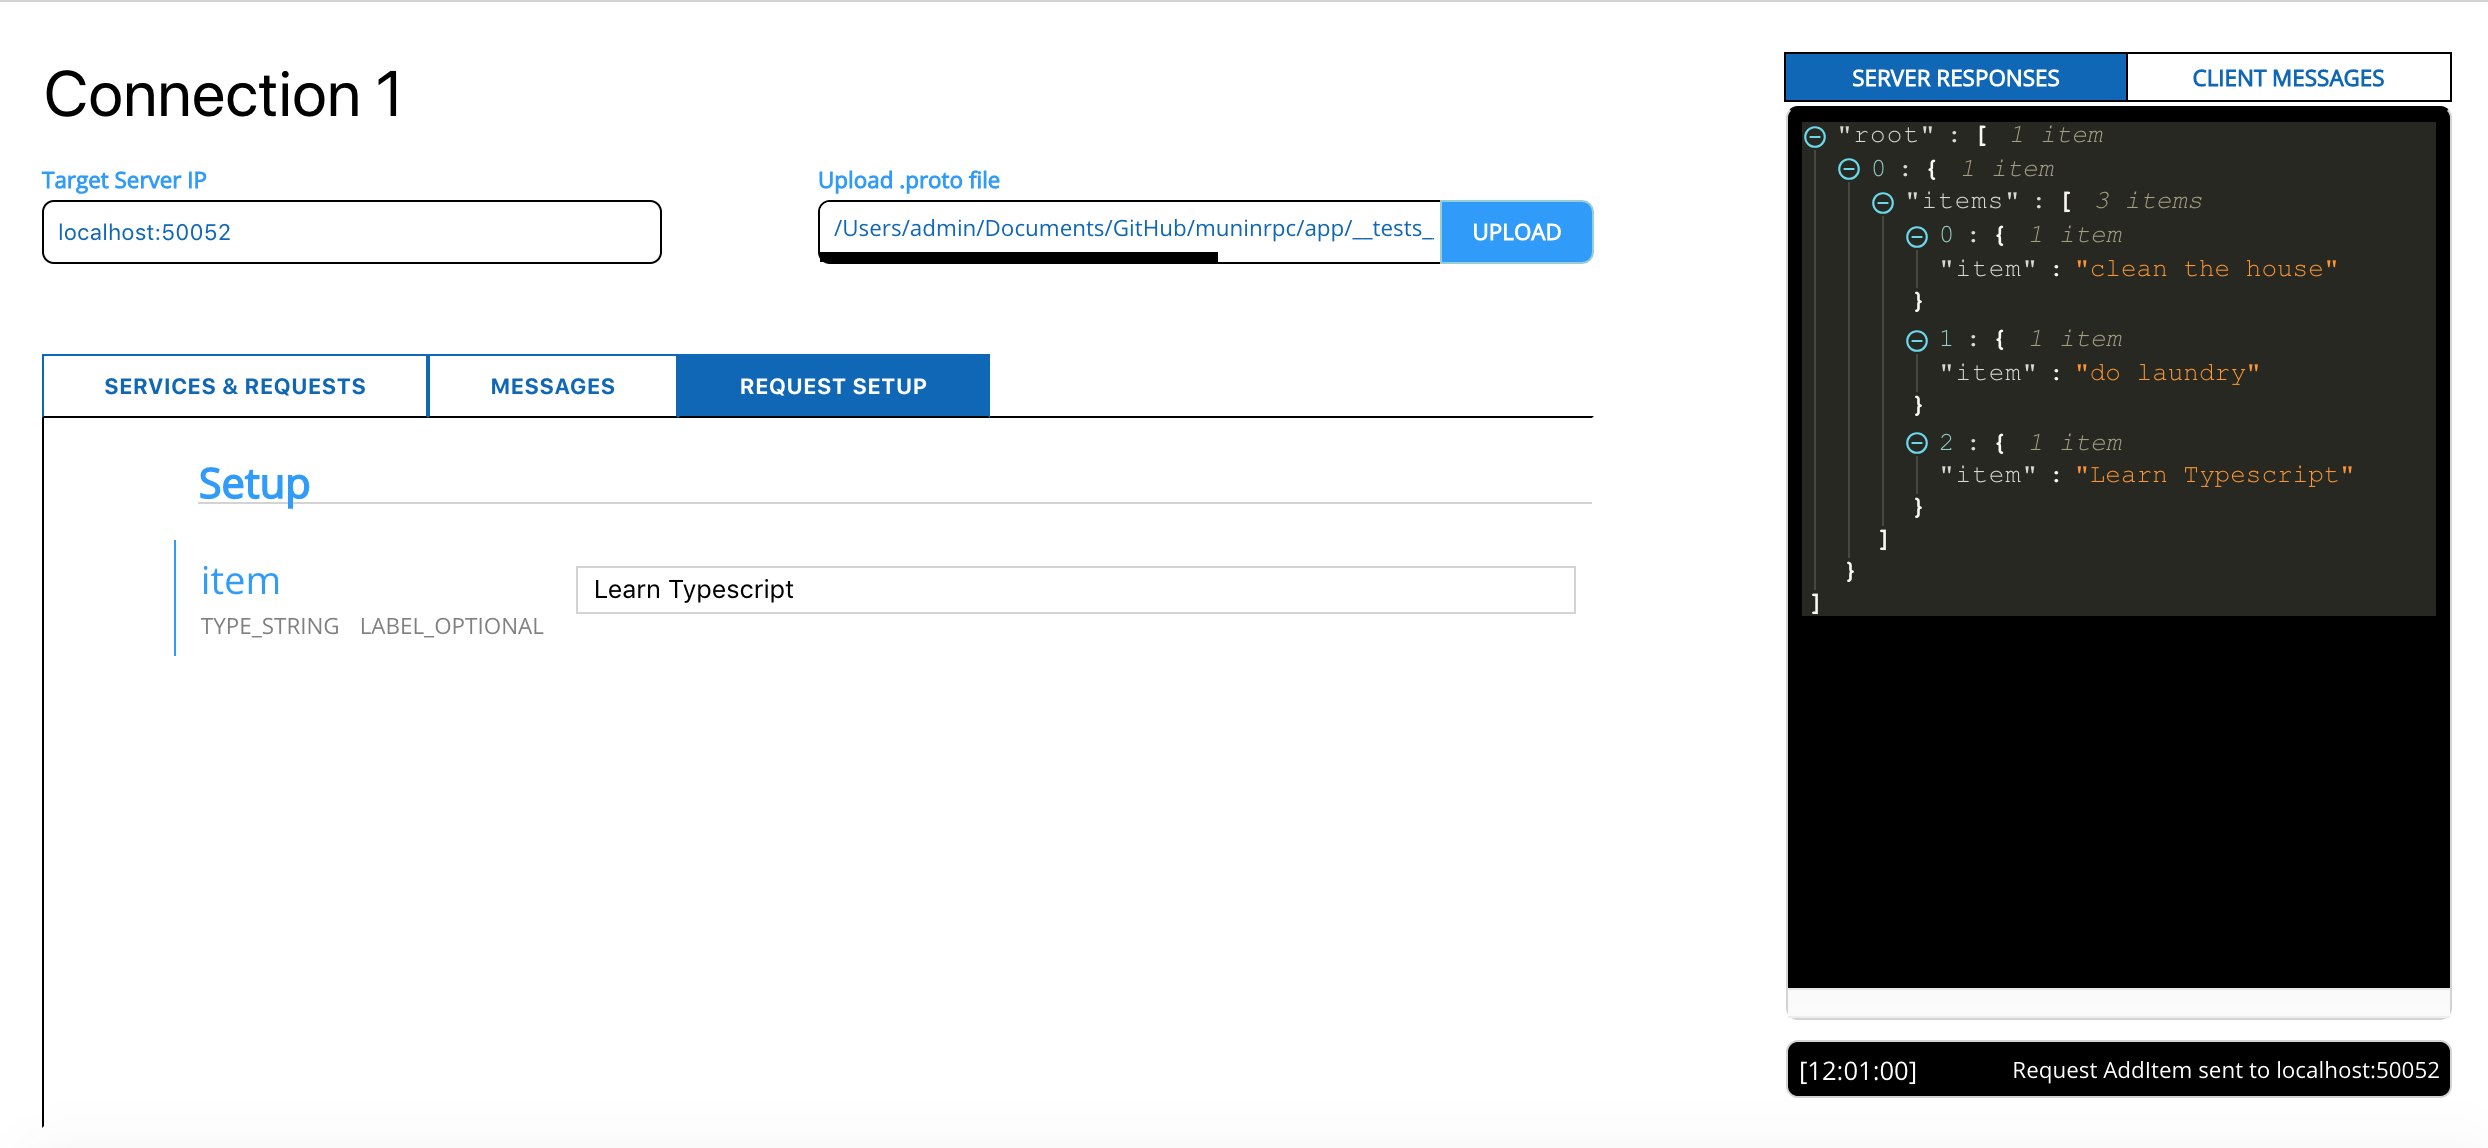 Connection 1
Target Server IP
localhost:50052
Upload .proto file
/Users/admin/Documents/GitHub/muninrpc/app/__tests_
UPLOAD
SERVICES & REQUESTS
MESSAGES
REQUEST SETUP
Setup
item
TYPE_STRING LABEL_OPTIONAL
Learn Typescript
SERVER RESPONSES
CLIENT MESSAGES
"root" : [ 1 item
0 : { 1 item
"items" : [ 3 items
0 : { 1 item
"item" : "clean the house"
}
1 : { 1 item
"item" : "do laundry"
}
2 : { 1 item
"item" : "Learn Typescript"
}
]
}
]
[12:01:00] Request AddItem sent to localhost:50052